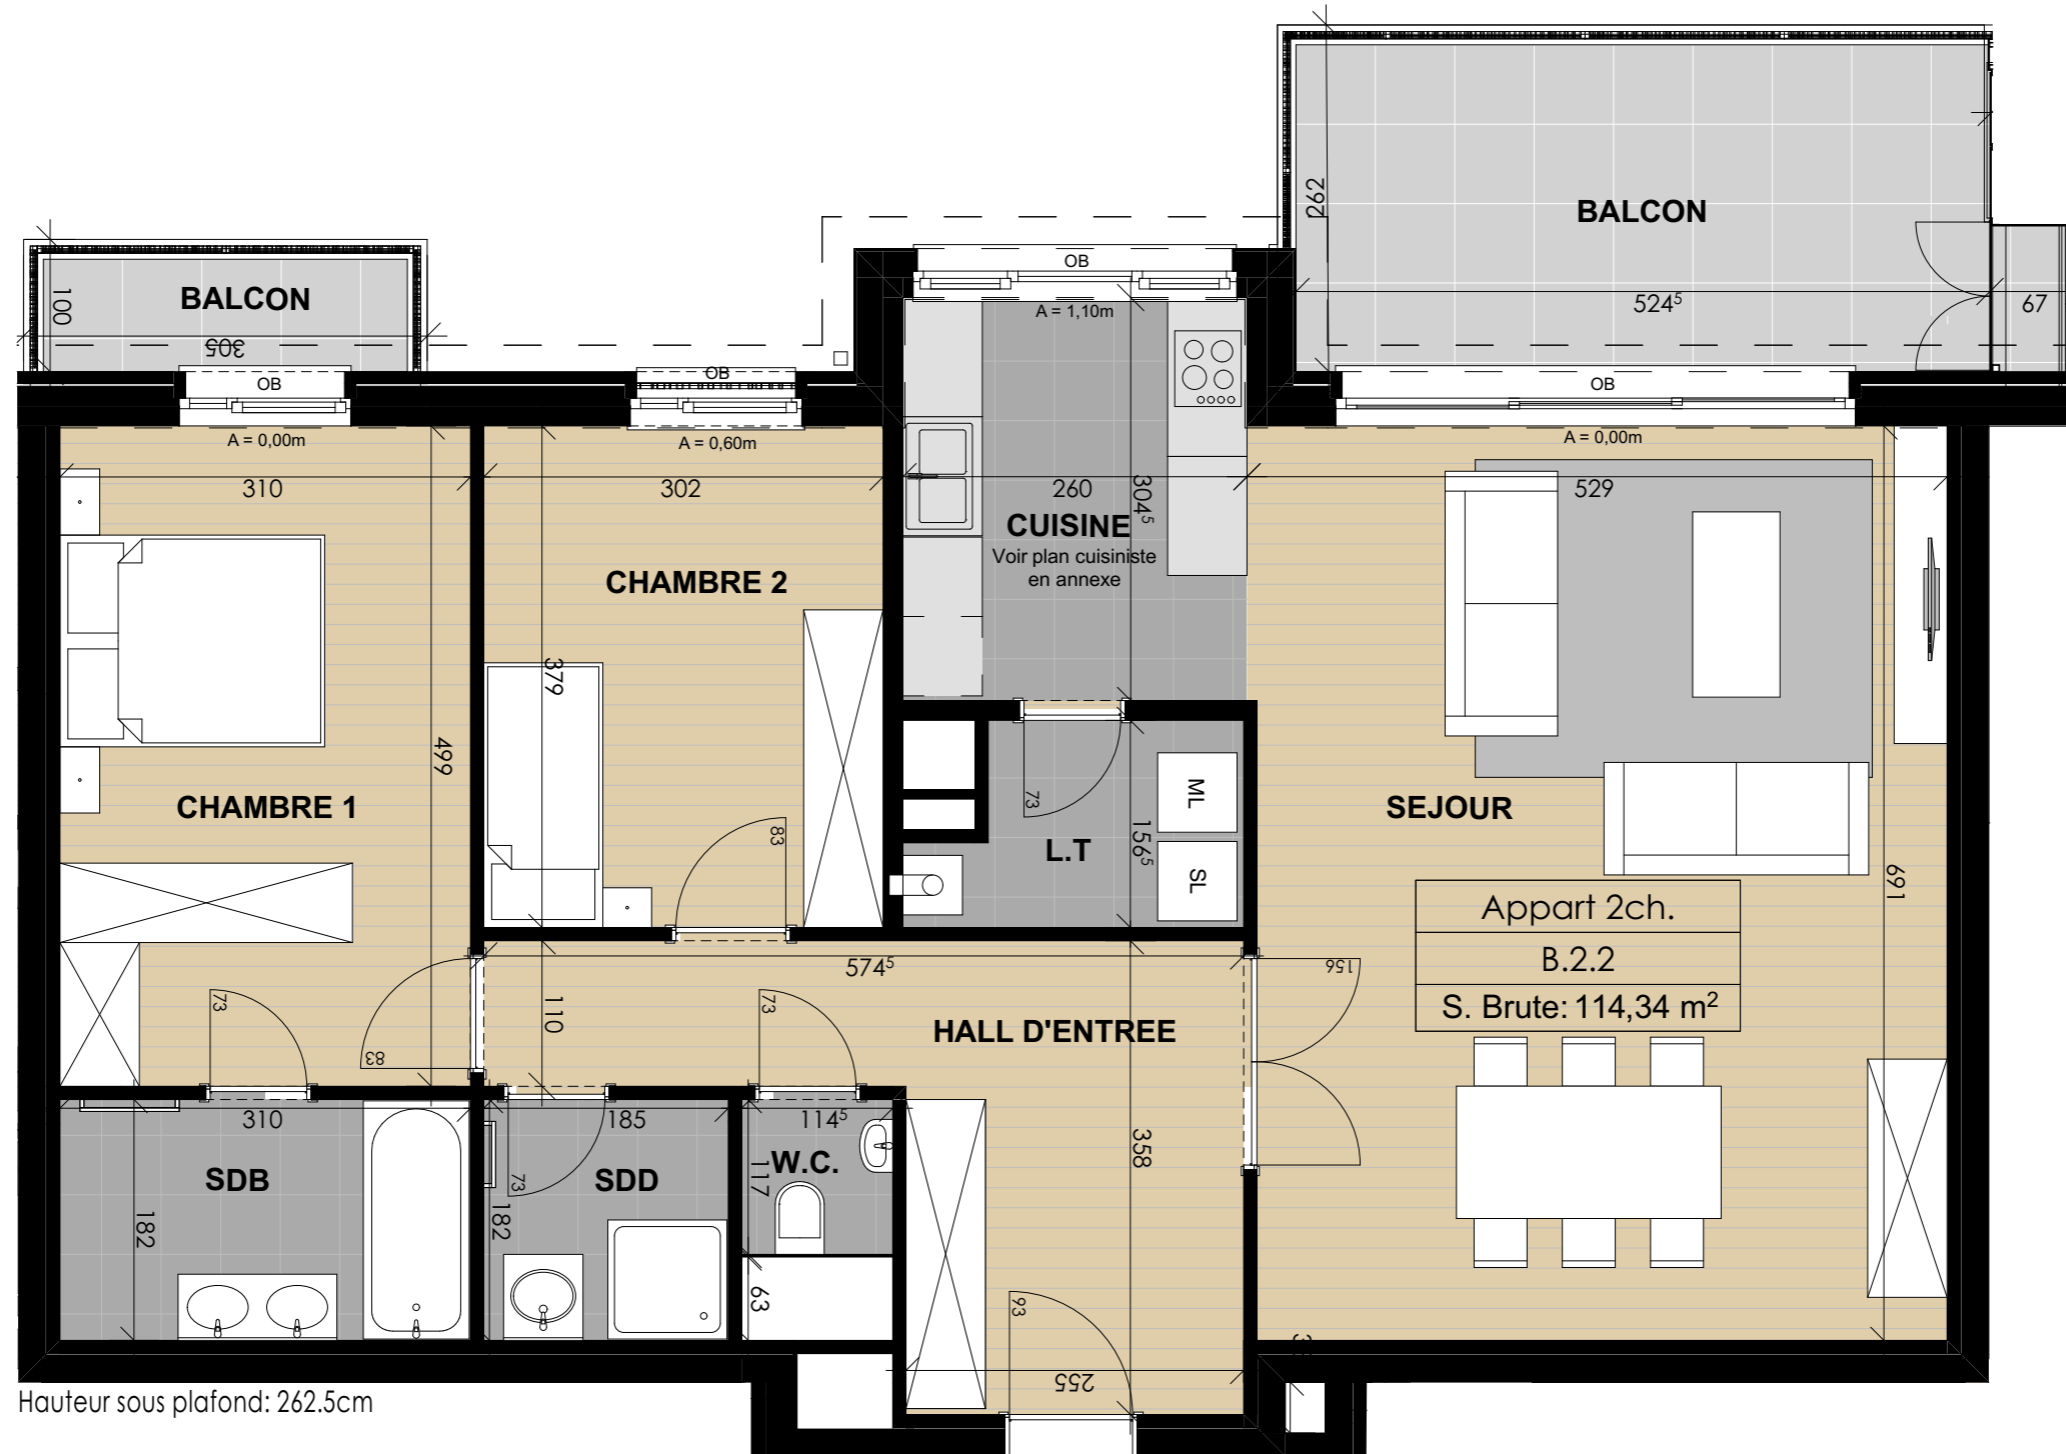 262
BALCON
524⁵
67
BALCON
100
305
OB
OB
OB
OB
A = 0,00m
A = 0,60m
A = 1,10m
A = 0,00m
310
302
260
304⁵
529
CUISINE
Voir plan cuisiniste
en annexe
CHAMBRE 2
379
499
CHAMBRE 1
83
73
ML
SL
L.T
156⁵
SEJOUR
691
Appart 2ch.
B.2.2
S. Brute: 114,34 m²
574⁵
156
110
HALL D'ENTREE
73
83
73
310
185
114⁵
358
SDB
SDD
W.C.
73
117
182
182
63
93
255
Hauteur sous plafond: 262.5cm